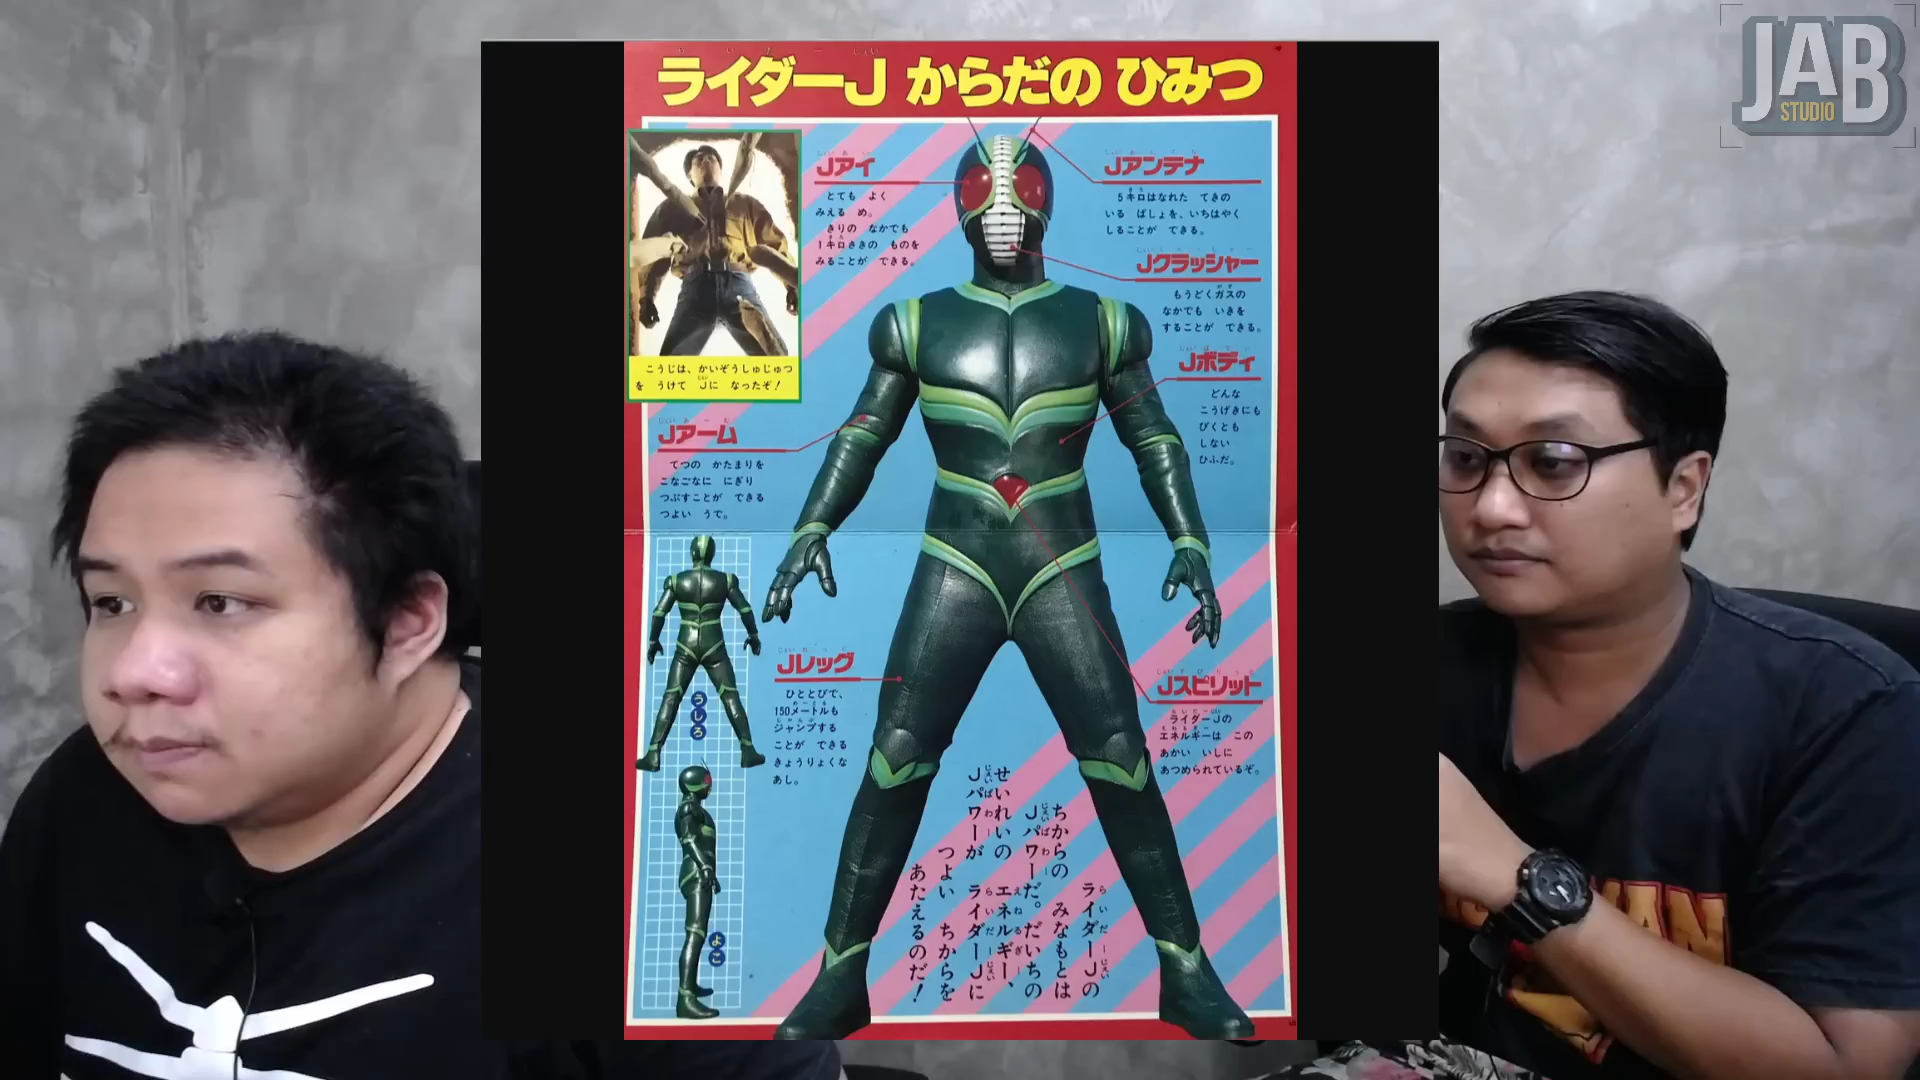 JAB
STUDIO
ライダーJ からだの ひみつ
こうじは、かいぞうしゅじゅつ
を うけて Jに なったぞ！
Jアイ
とても よく
みえる め。
きりの なかでも
1キロさきの ものを
みることが できる。
Jアンテナ
5キロはなれた てきの
いる ばしょを、いちはやく
しることが できる。
Jクラッシャー
もうどくガスの
なかでも いきを
することが できる。
Jボディ
どんな
こうげきにも
びくとも
しない
ひふだ。
Jアーム
てつの かたまりを
こなごなに にぎり
つぶすことが できる
つよい うで。
うしろ
よこ
Jレッグ
ひととびで、
150メートルも
ジャンプする
ことが できる
きょうりょくな
あし。
Jスピリット
ライダーJの
エネルギーは この
あかい いしに
あつめられているぞ。
ライダーJの
ちからの みなもとは
Jパワーだ。だいちの
せいれいの エネルギー、
Jパワーが ライダーJに
つよい ちからを
あたえるのだ！